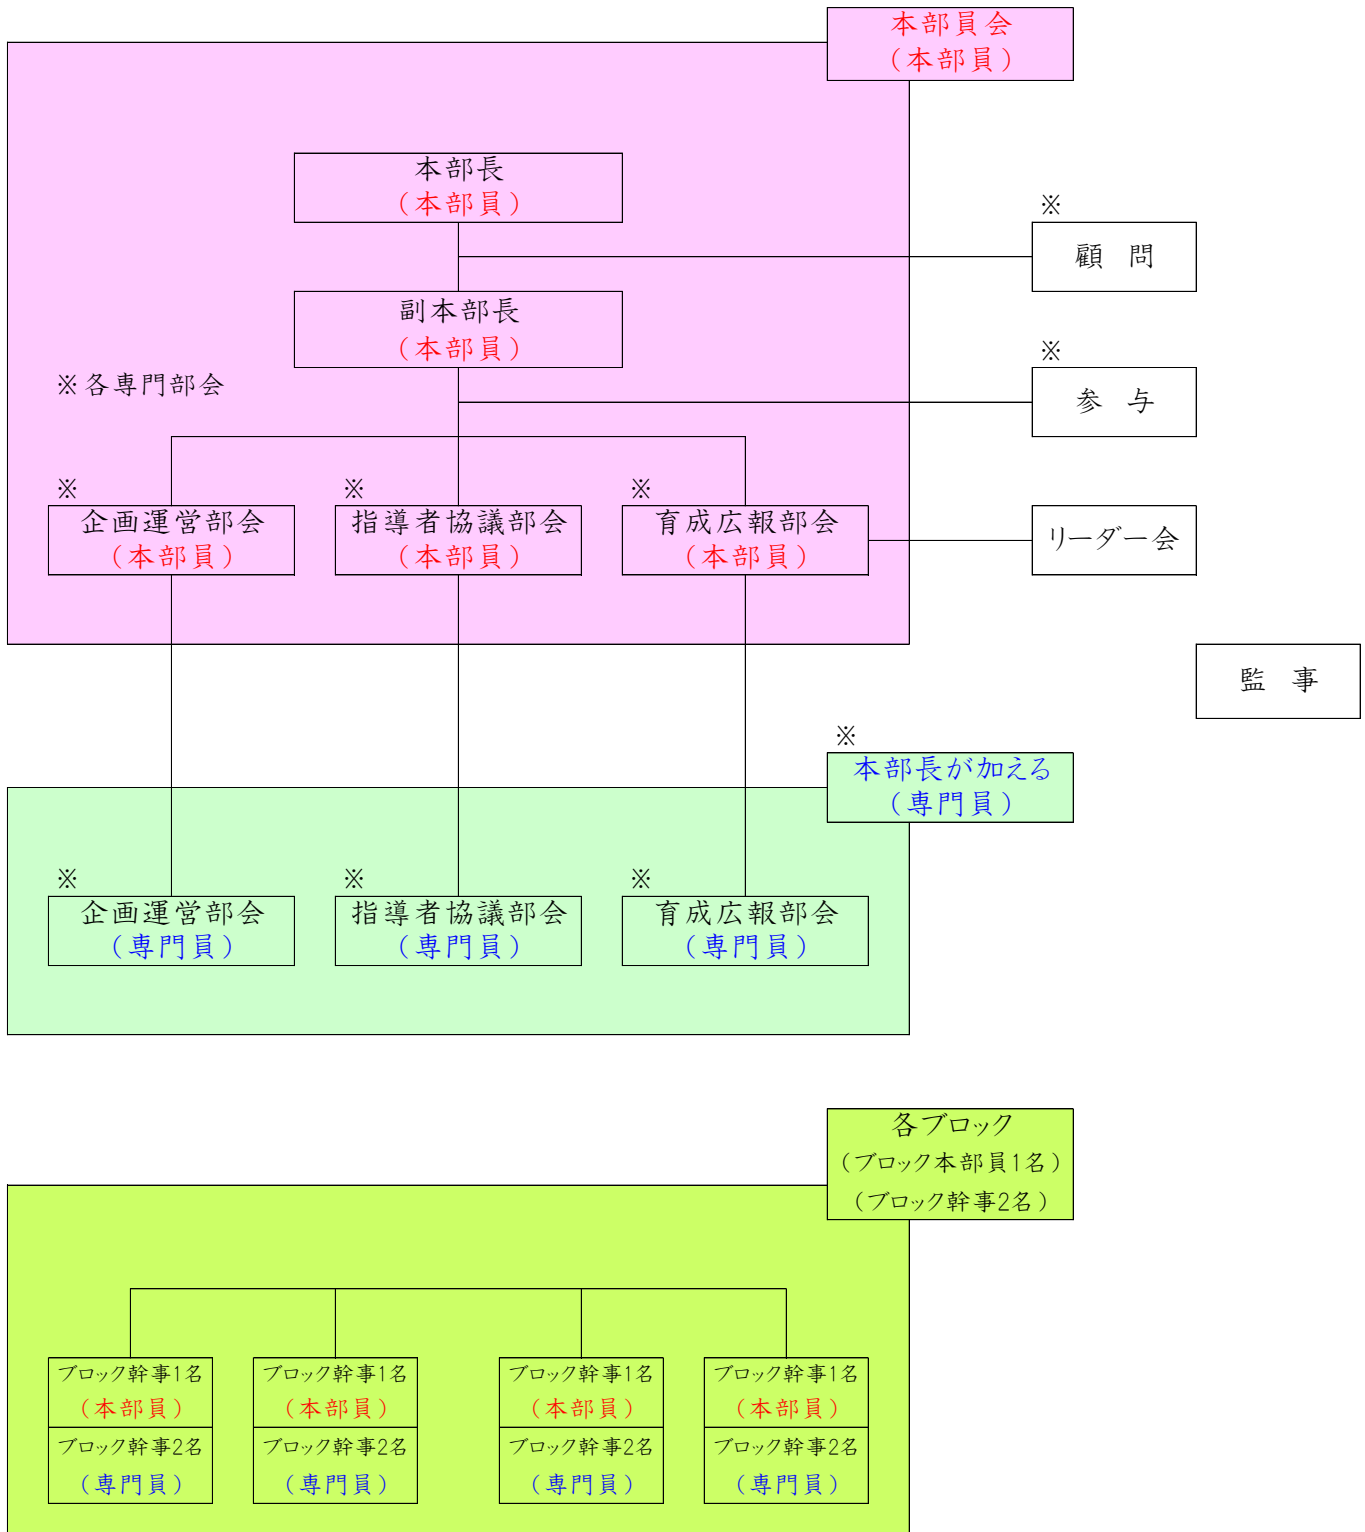 本部員会
（本部員）
本部長
（本部員）
※
顧　問
副本部長
（本部員）
※
参　与
※各専門部会
※
企画運営部会
（本部員）
※
指導者協議部会
（本部員）
※
育成広報部会
（本部員）
リーダー会
監　事
※
本部長が加える
（専門員）
※
企画運営部会
（専門員）
※
指導者協議部会
（専門員）
※
育成広報部会
（専門員）
各ブロック
（ブロック本部員1名）
（ブロック幹事2名）
ブロック幹事1名
（本部員）
ブロック幹事2名
（専門員）
ブロック幹事1名
（本部員）
ブロック幹事2名
（専門員）
ブロック幹事1名
（本部員）
ブロック幹事2名
（専門員）
ブロック幹事1名
（本部員）
ブロック幹事2名
（専門員）